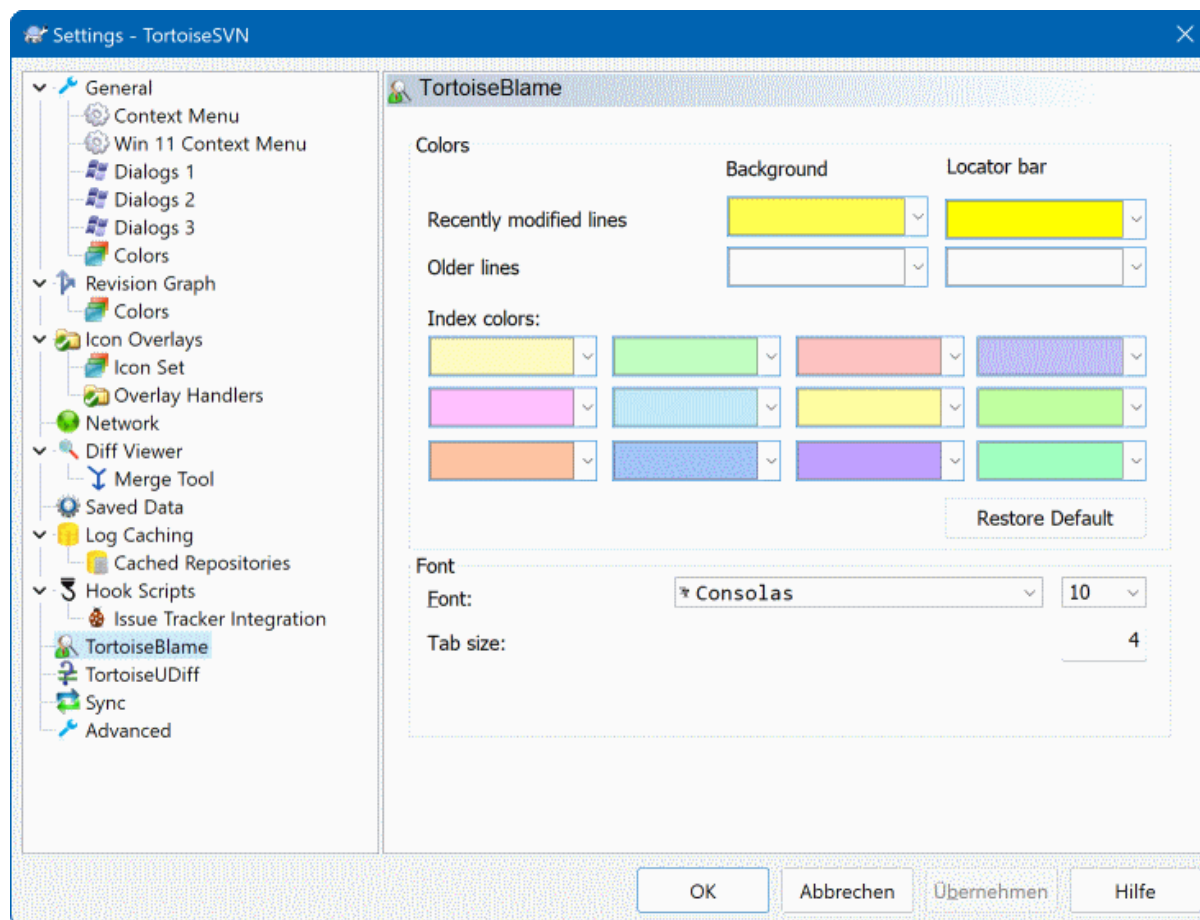 Settings - TortoiseSVN
General
Context Menu
Win 11 Context Menu
Dialogs 1
Dialogs 2
Dialogs 3
Colors
Revision Graph
Colors
Icon Overlays
Icon Set
Overlay Handlers
Network
Diff Viewer
Merge Tool
Saved Data
Log Caching
Cached Repositories
Hook Scripts
Issue Tracker Integration
TortoiseBlame
TortoiseUDiff
Sync
Advanced
TortoiseBlame
Colors
Background Locator bar
Recently modified lines
Older lines
Index colors:
Restore Default
Font
Font: Consolas 10
Tab size: 4
OK Abbrechen Übernehmen Hilfe